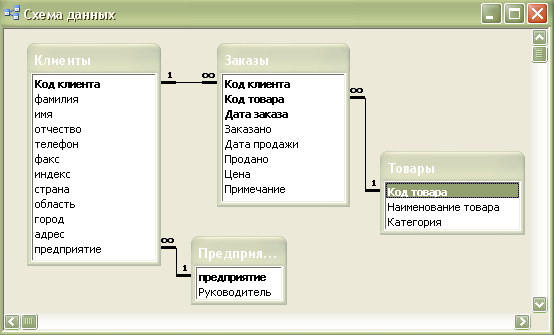 Схема данных
Клиенты
Код клиента
фамилия
имя
отчество
телефон
факс
индекс
страна
область
город
адрес
предприятие
1
∞
Заказы
Код клиента
Код товара
Дата заказа
Заказано
Дата продажи
Продано
Цена
Примечание
∞
1
Товары
Код товара
Наименование товара
Категория
∞
1
Предприя...
предприятие
Руководитель